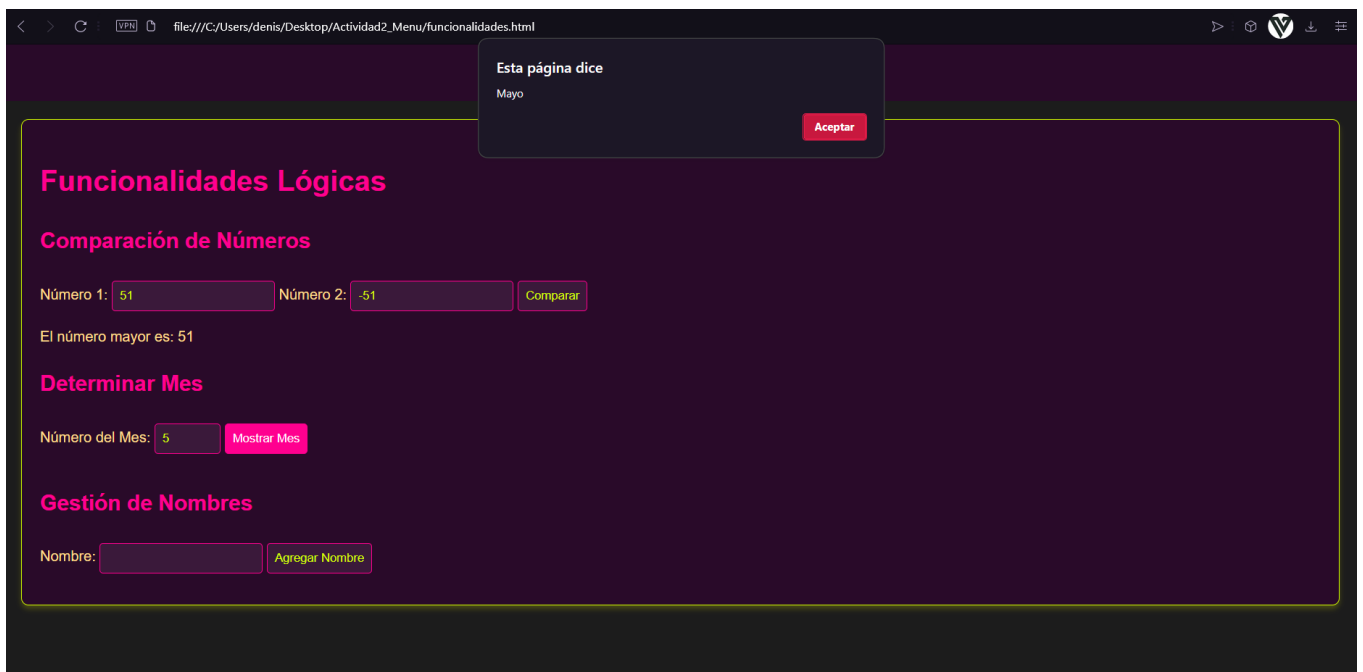 VPN file:///C:/Users/denis/Desktop/Actividad2_Menu/funcionalidades.html
Esta página dice
Mayo
Aceptar
Funcionalidades Lógicas
Comparación de Números
Número 1: 51 Número 2: -51 Comparar
El número mayor es: 51
Determinar Mes
Número del Mes: 5 Mostrar Mes
Gestión de Nombres
Nombre: Agregar Nombre